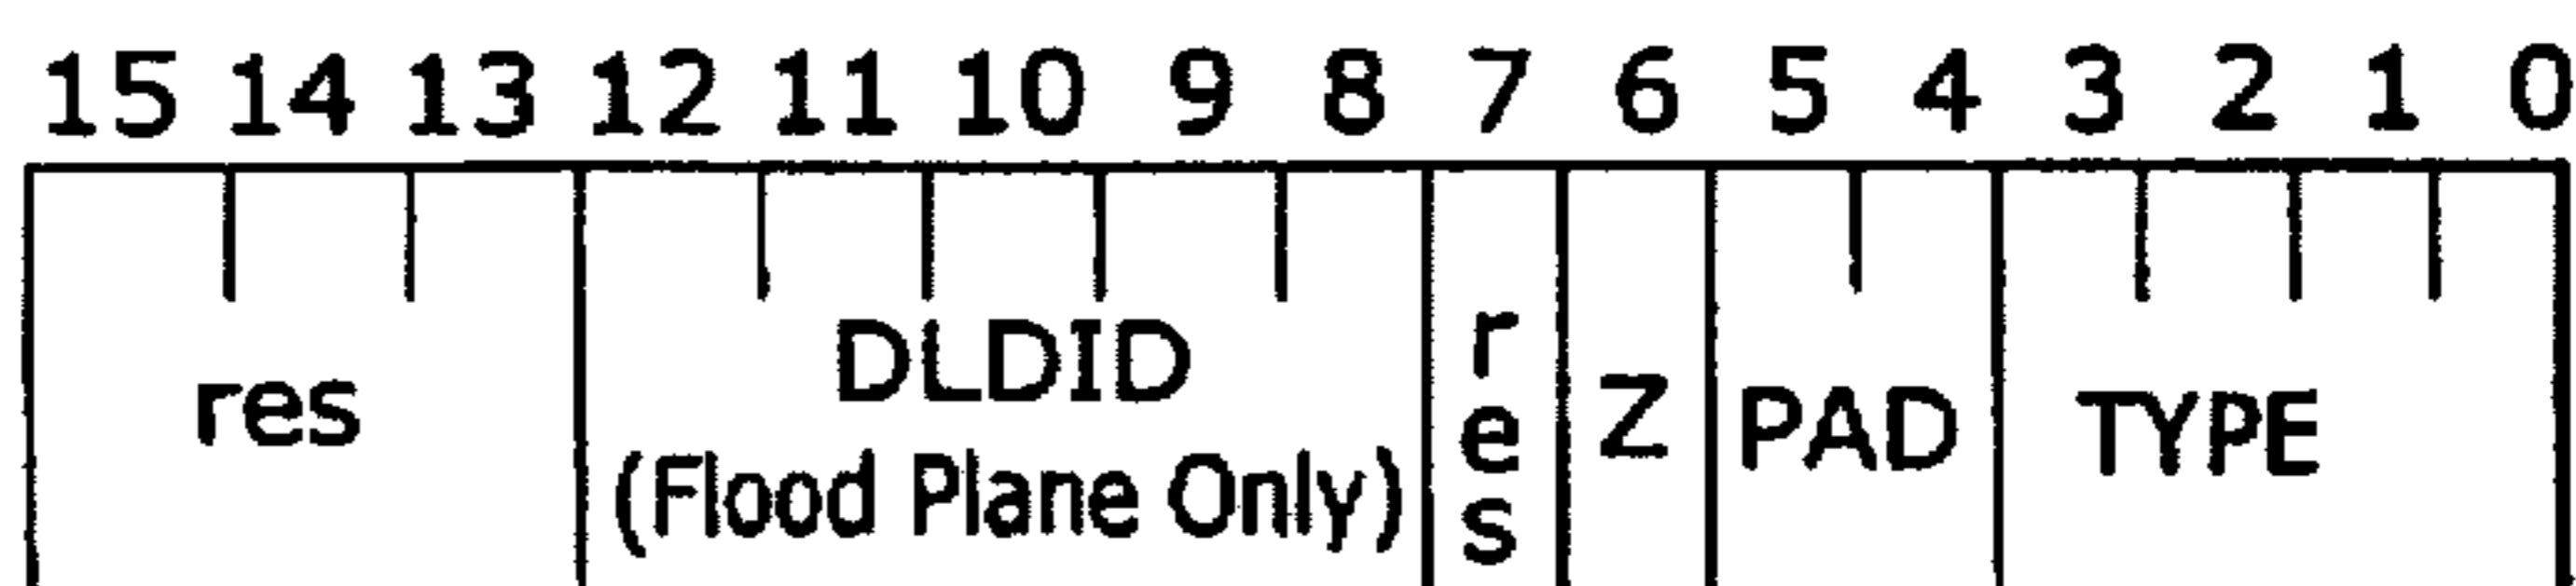 15 14 13 12 11 10 9 8 7 6 5 4 3 2 1 0
res DLDID res Z PAD TYPE
(Flood Plane Only)